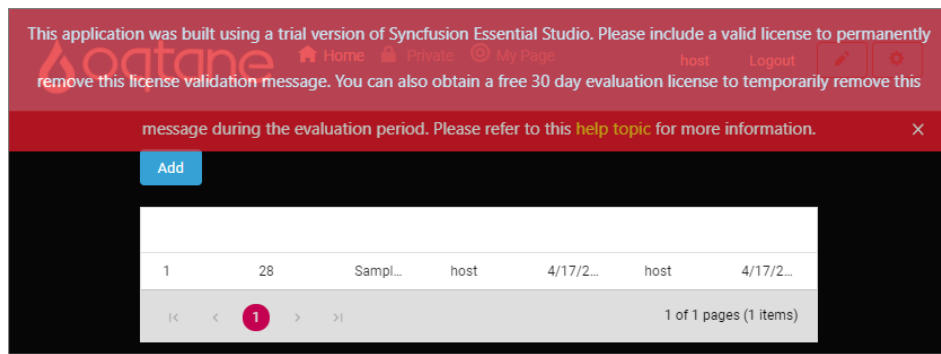 This application was built using a trial version of Syncfusion Essential Studio. Please include a valid license to permanently
oqtane Home Private My Page host Logout
remove this license validation message. You can also obtain a free 30 day evaluation license to temporarily remove this
message during the evaluation period. Please refer to this help topic for more information. ×
Add
1 28 Sampl... host 4/17/2... host 4/17/2...
|< < 1 > >| 1 of 1 pages (1 items)